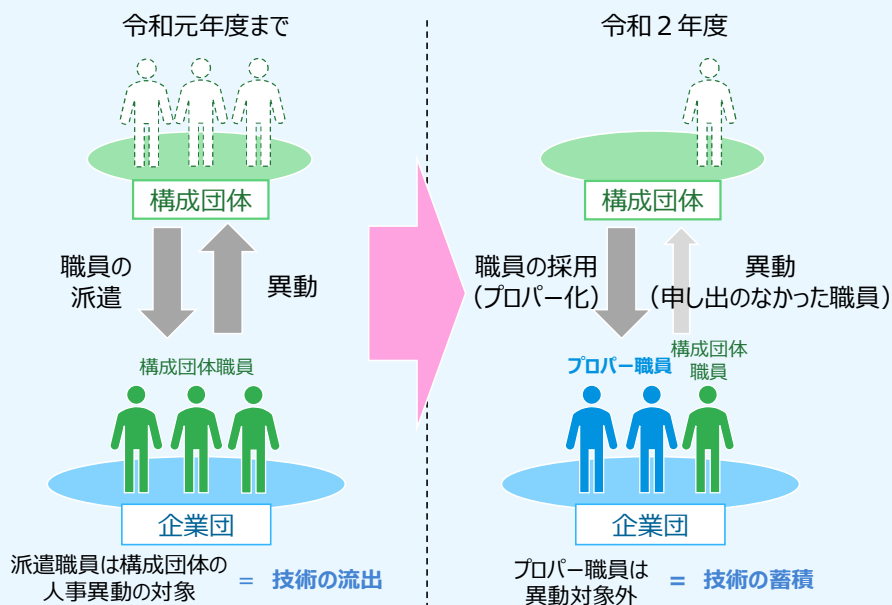 令和元年度まで
構成団体
職員の
派遣
異動
構成団体職員
企業団
派遣職員は構成団体の
人事異動の対象
= 技術の流出
令和２年度
構成団体
職員の採用
（プロパー化）
異動
（申し出のなかった職員）
プロパー職員
構成団体
職員
企業団
プロパー職員は
異動対象外
= 技術の蓄積